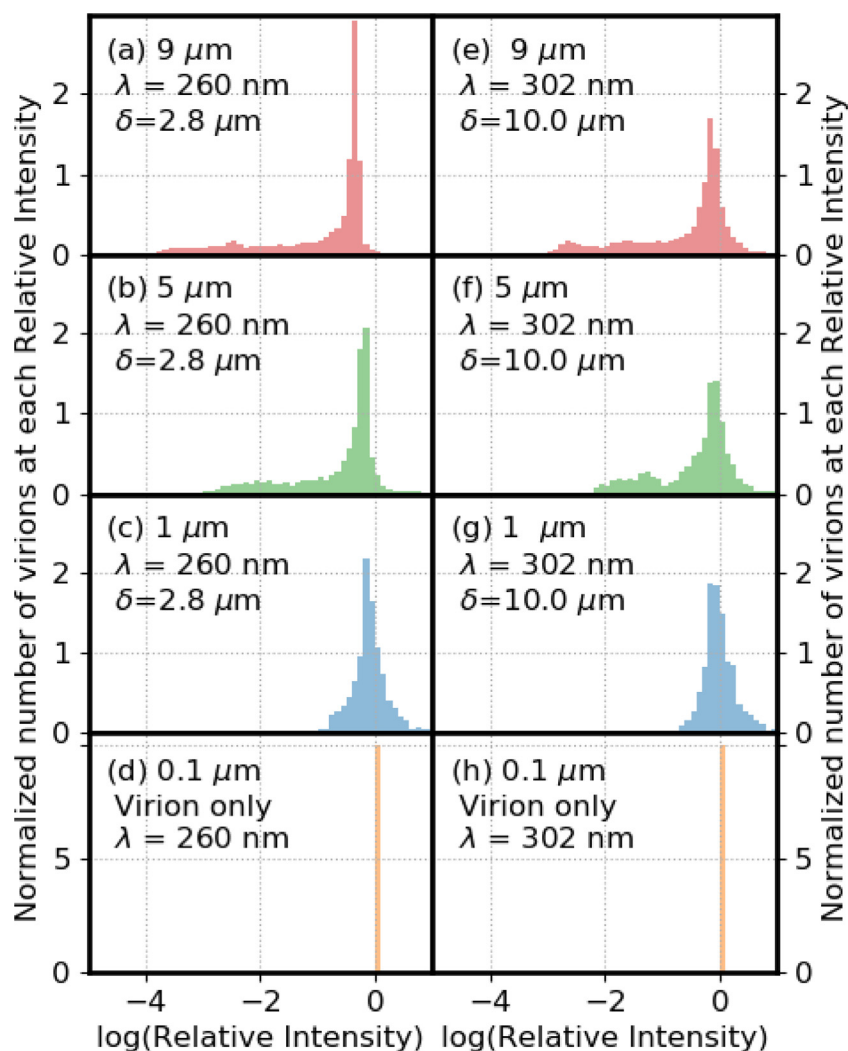 Normalized number of virions at each Relative Intensity
(a) 9 μm
λ = 260 nm
δ=2.8 μm
2
1
0
(e)  9 μm
λ = 302 nm
δ=10.0 μm
2
1
0
(b) 5 μm
λ = 260 nm
δ=2.8 μm
2
1
0
(f) 5 μm
λ = 302 nm
δ=10.0 μm
2
1
0
(c) 1 μm
λ = 260 nm
δ=2.8 μm
2
1
0
(g) 1  μm
λ = 302 nm
δ=10.0 μm
2
1
0
(d) 0.1 μm
Virion only
λ = 260 nm
5
0
(h) 0.1 μm
Virion only
λ = 302 nm
5
0
−4 −2 0
−4 −2 0
log(Relative Intensity)
log(Relative Intensity)
Normalized number of virions at each Relative Intensity